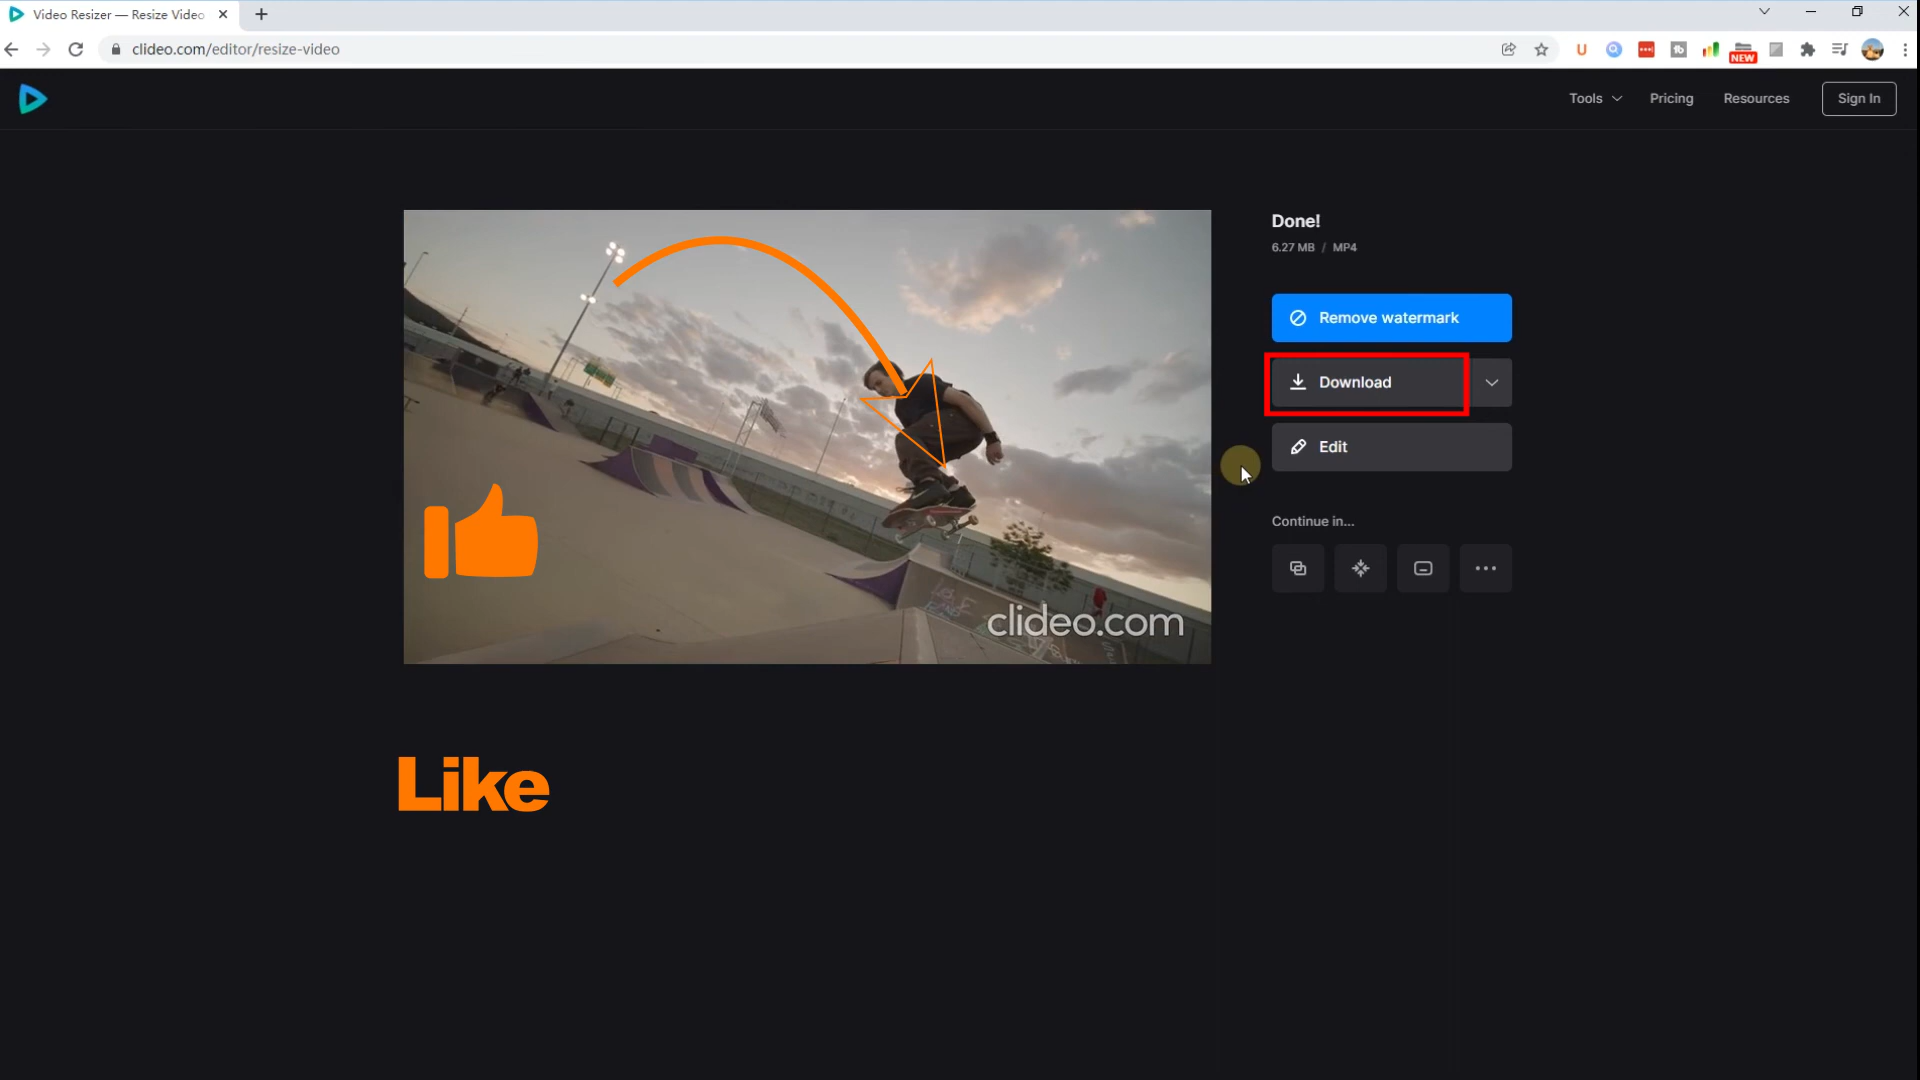 Video Resizer — Resize Video
clideo.com/editor/resize-video
NEW
Tools
Pricing
Resources
Sign In
Done!
6.27 MB / MP4
Remove watermark
Download
Edit
Continue in...
clideo.com
Like